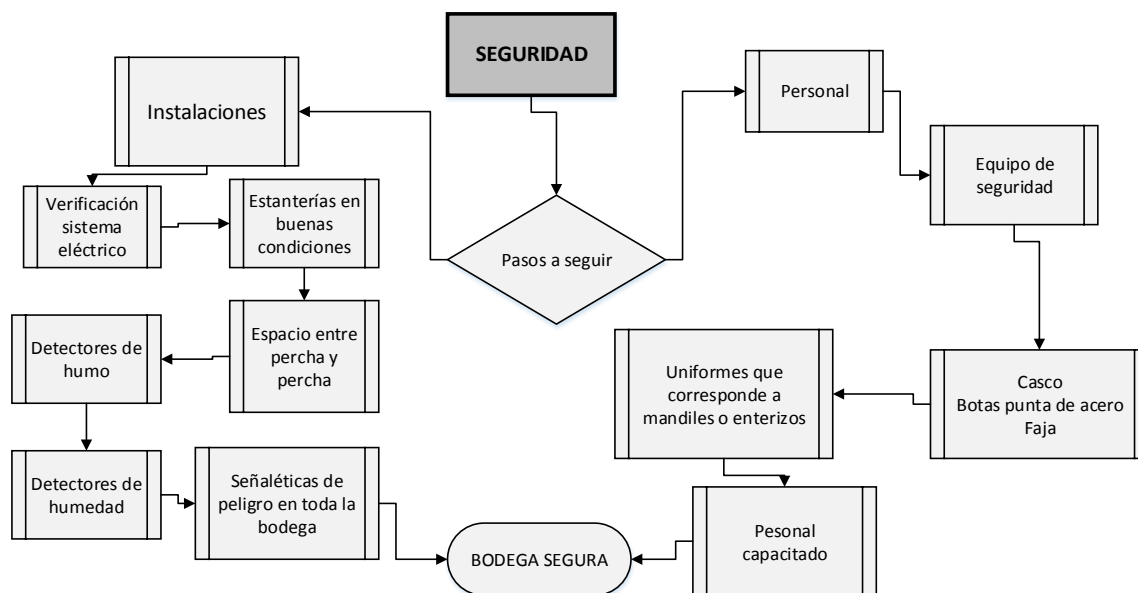 SEGURIDAD
Instalaciones
Personal
Equipo de
seguridad
Verificación
sistema
eléctrico
Estanterías en
buenas
condiciones
Pasos a seguir
Detectores de
humo
Espacio entre
percha y
percha
Uniformes que
corresponde a
mandiles o enterizos
Casco
Botas punta de acero
Faja
Detectores de
humedad
Señaléticas de
peligro en toda la
bodega
BODEGA SEGURA
Pesonal
capacitado